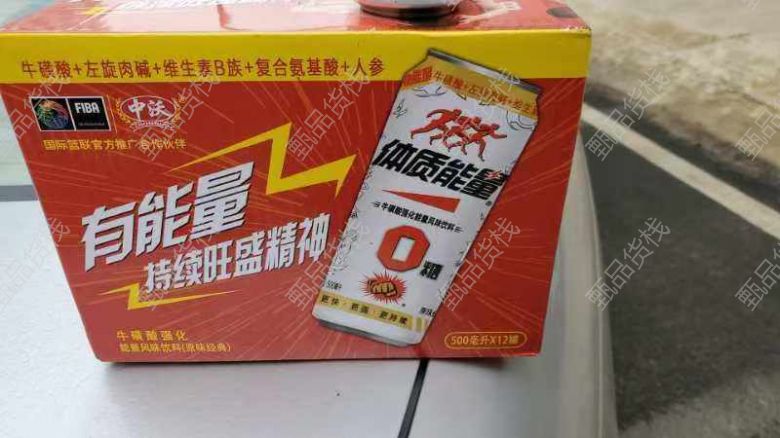 牛磺酸+左旋肉碱+维生素B族+复合氨基酸+人参
FIBA
中沃
国际篮联官方推广合作伙伴
有能量
持续旺盛精神
牛磺酸强化
能量风味饮料(原味经典)
体质能量
牛磺酸强化能量风味饮料
0糖
500毫升X12罐
甄品货栈